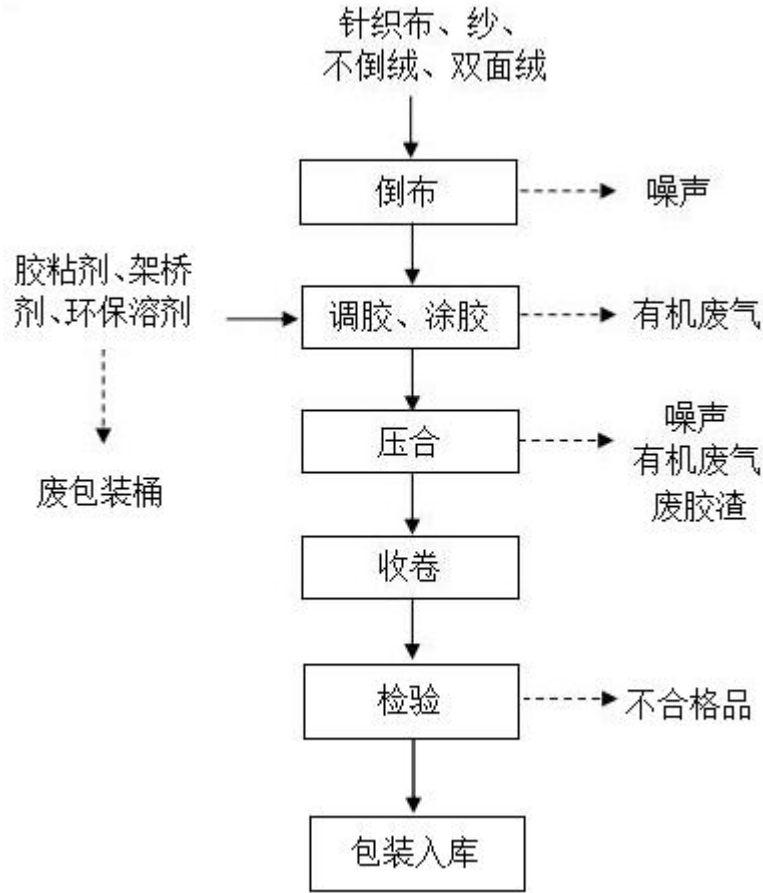 针织布、纱、
不倒绒、双面绒
倒布
噪声
胶粘剂、架桥
剂、环保溶剂
调胶、涂胶
有机废气
废包装桶
压合
噪声
有机废气
废胶渣
收卷
检验
不合格品
包装入库